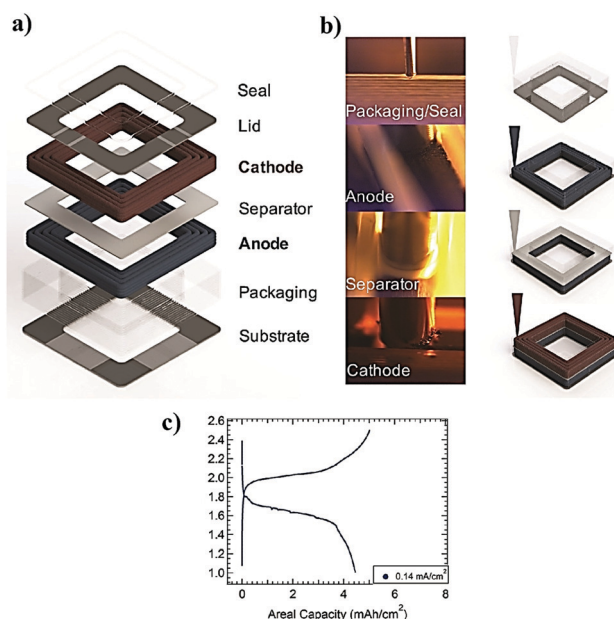 a)
Seal
Lid
Cathode
Separator
Anode
Packaging
Substrate
b)
Packaging/Seal
Anode
Separator
Cathode
c)
2.6
2.4
2.2
2.0
1.8
1.6
1.4
1.2
1.0
0
2
4
6
8
0.14 mA/cm²
Areal Capacity (mAh/cm²)